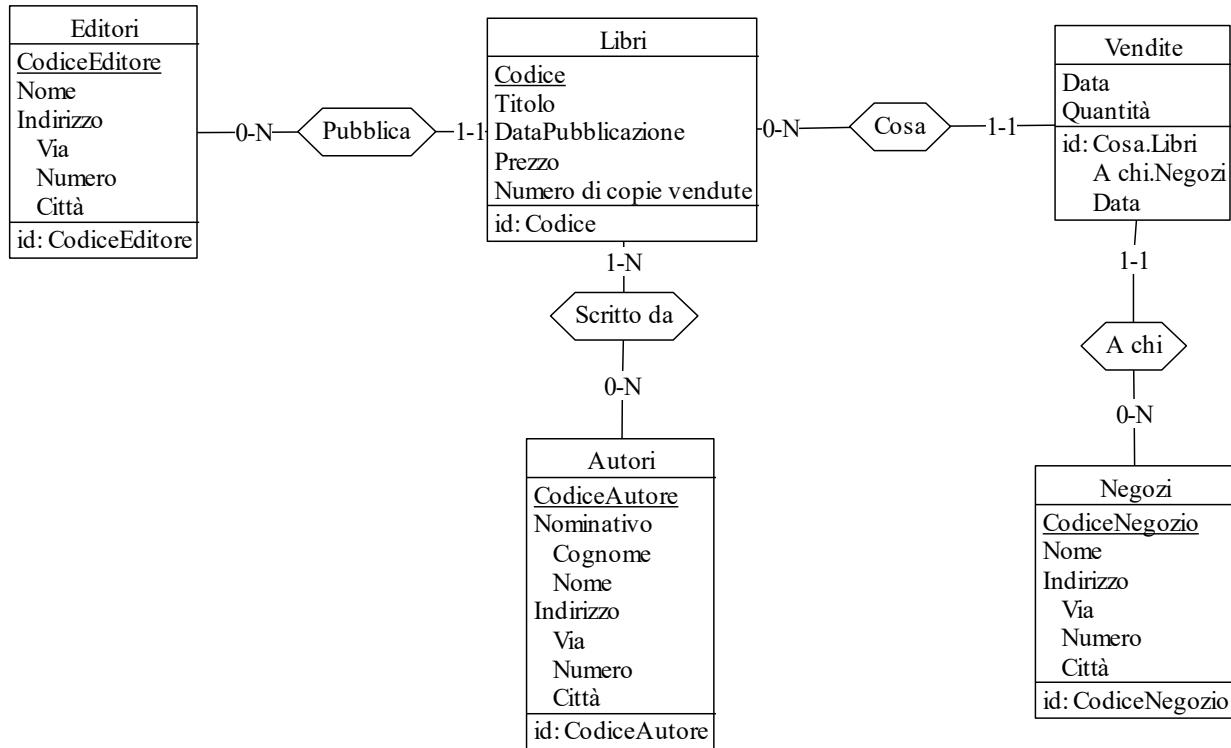 Editori
CodiceEditore
Nome
Indirizzo
Via
Numero
Città
id: CodiceEditore
0-N
Pubblica
1-1
Libri
Codice
Titolo
DataPubblicazione
Prezzo
Numero di copie vendute
id: Codice
0-N
Cosa
1-1
Vendite
Data
Quantità
id: Cosa.Libri
A chi.Negozi
Data
1-N
Scritto da
0-N
Autori
CodiceAutore
Nominativo
Cognome
Nome
Indirizzo
Via
Numero
Città
id: CodiceAutore
1-1
A chi
0-N
Negozi
CodiceNegozio
Nome
Indirizzo
Via
Numero
Città
id: CodiceNegozio